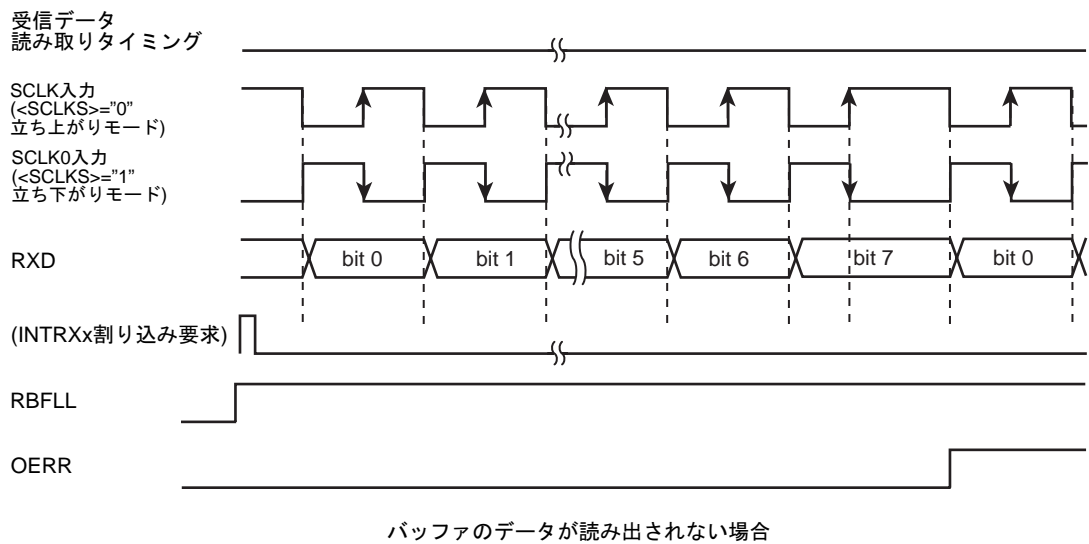 受信データ
読み取りタイミング
SCLK入力
(<SCLKS>="0"
立ち上がりモード)
SCLK0入力
(<SCLKS>="1"
立ち下がりモード)
RXD
bit 0
bit 1
bit 5
bit 6
bit 7
bit 0
(INTRXx割り込み要求)
RBFLL
OERR
バッファのデータが読み出されない場合